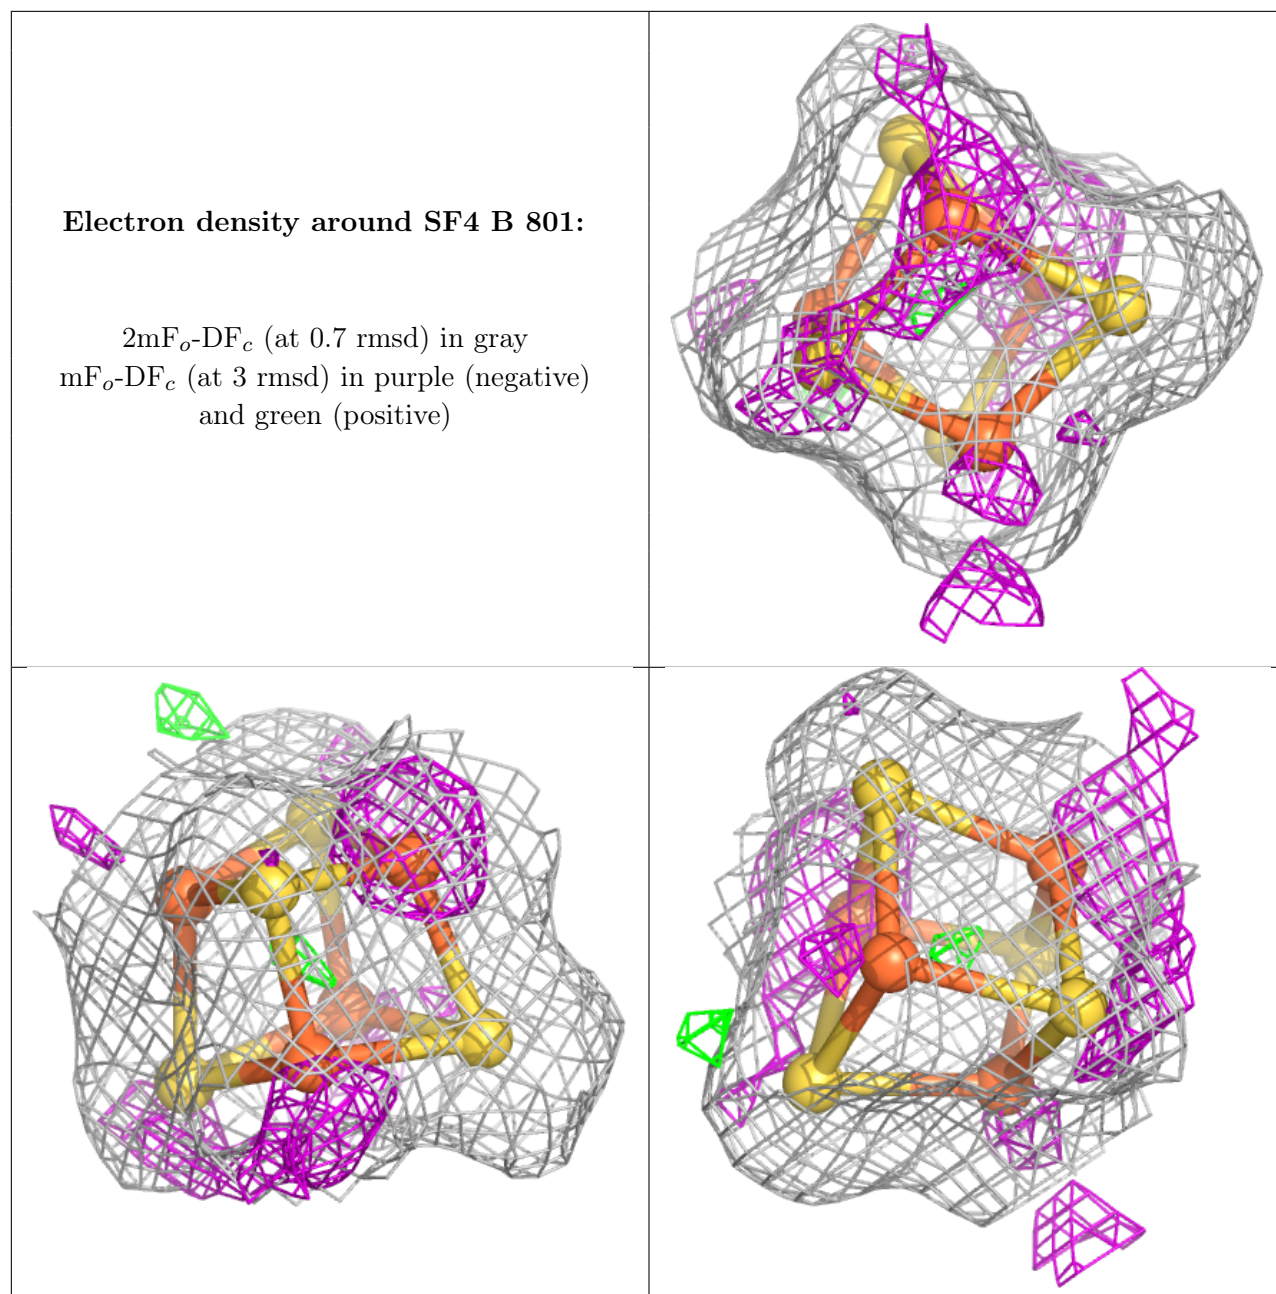 Electron density around SF4 B 801:
2mFₒ-DF𝒸 (at 0.7 rmsd) in gray
mFₒ-DF𝒸 (at 3 rmsd) in purple (negative)
and green (positive)